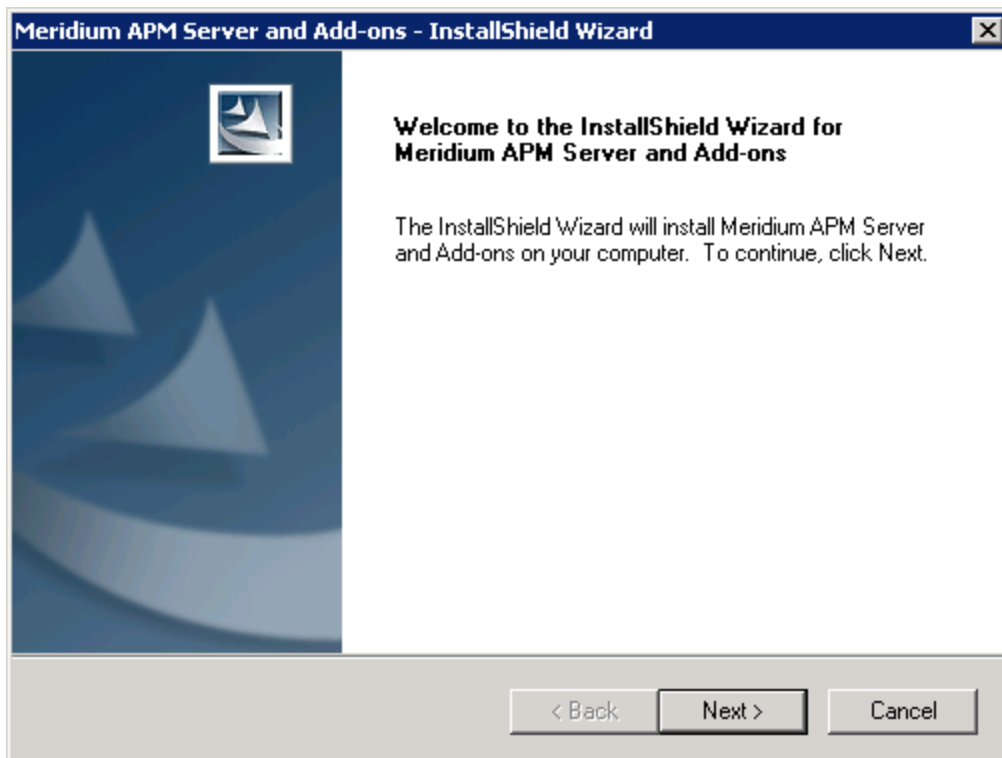 Meridium APM Server and Add-ons - InstallShield Wizard
Welcome to the InstallShield Wizard for
Meridium APM Server and Add-ons
The InstallShield Wizard will install Meridium APM Server
and Add-ons on your computer.  To continue, click Next.
< Back
Next >
Cancel